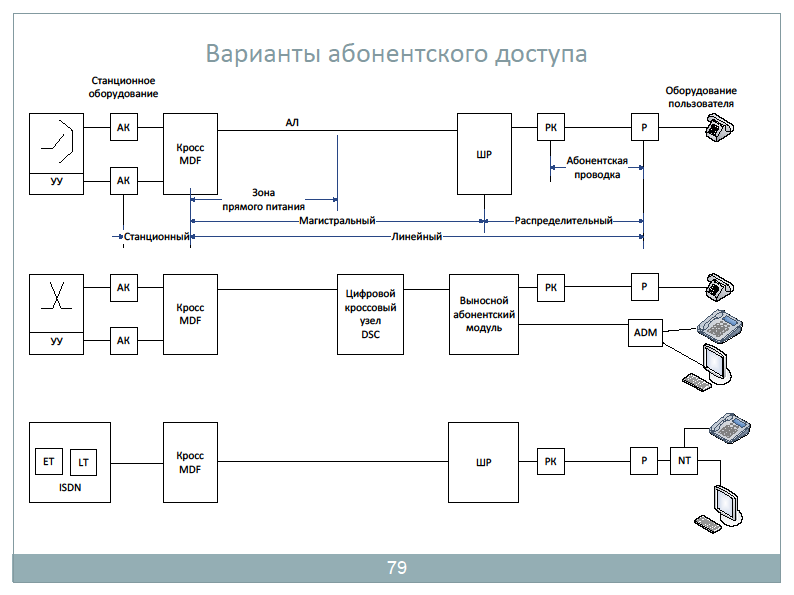 Варианты абонентского доступа
Станционное
оборудование
Оборудование
пользователя
АК
Кросс
MDF
АЛ
ШР
РК
Р
УУ
АК
Абонентская
проводка
Зона
прямого питания
Магистральный
Распределительный
Станционный
Линейный
АК
Кросс
MDF
Цифровой
кроссовый
узел
DSC
Выносной
абонентский
модуль
РК
Р
УУ
АК
ADM
ET
LT
ISDN
Кросс
MDF
ШР
РК
Р
NT
79